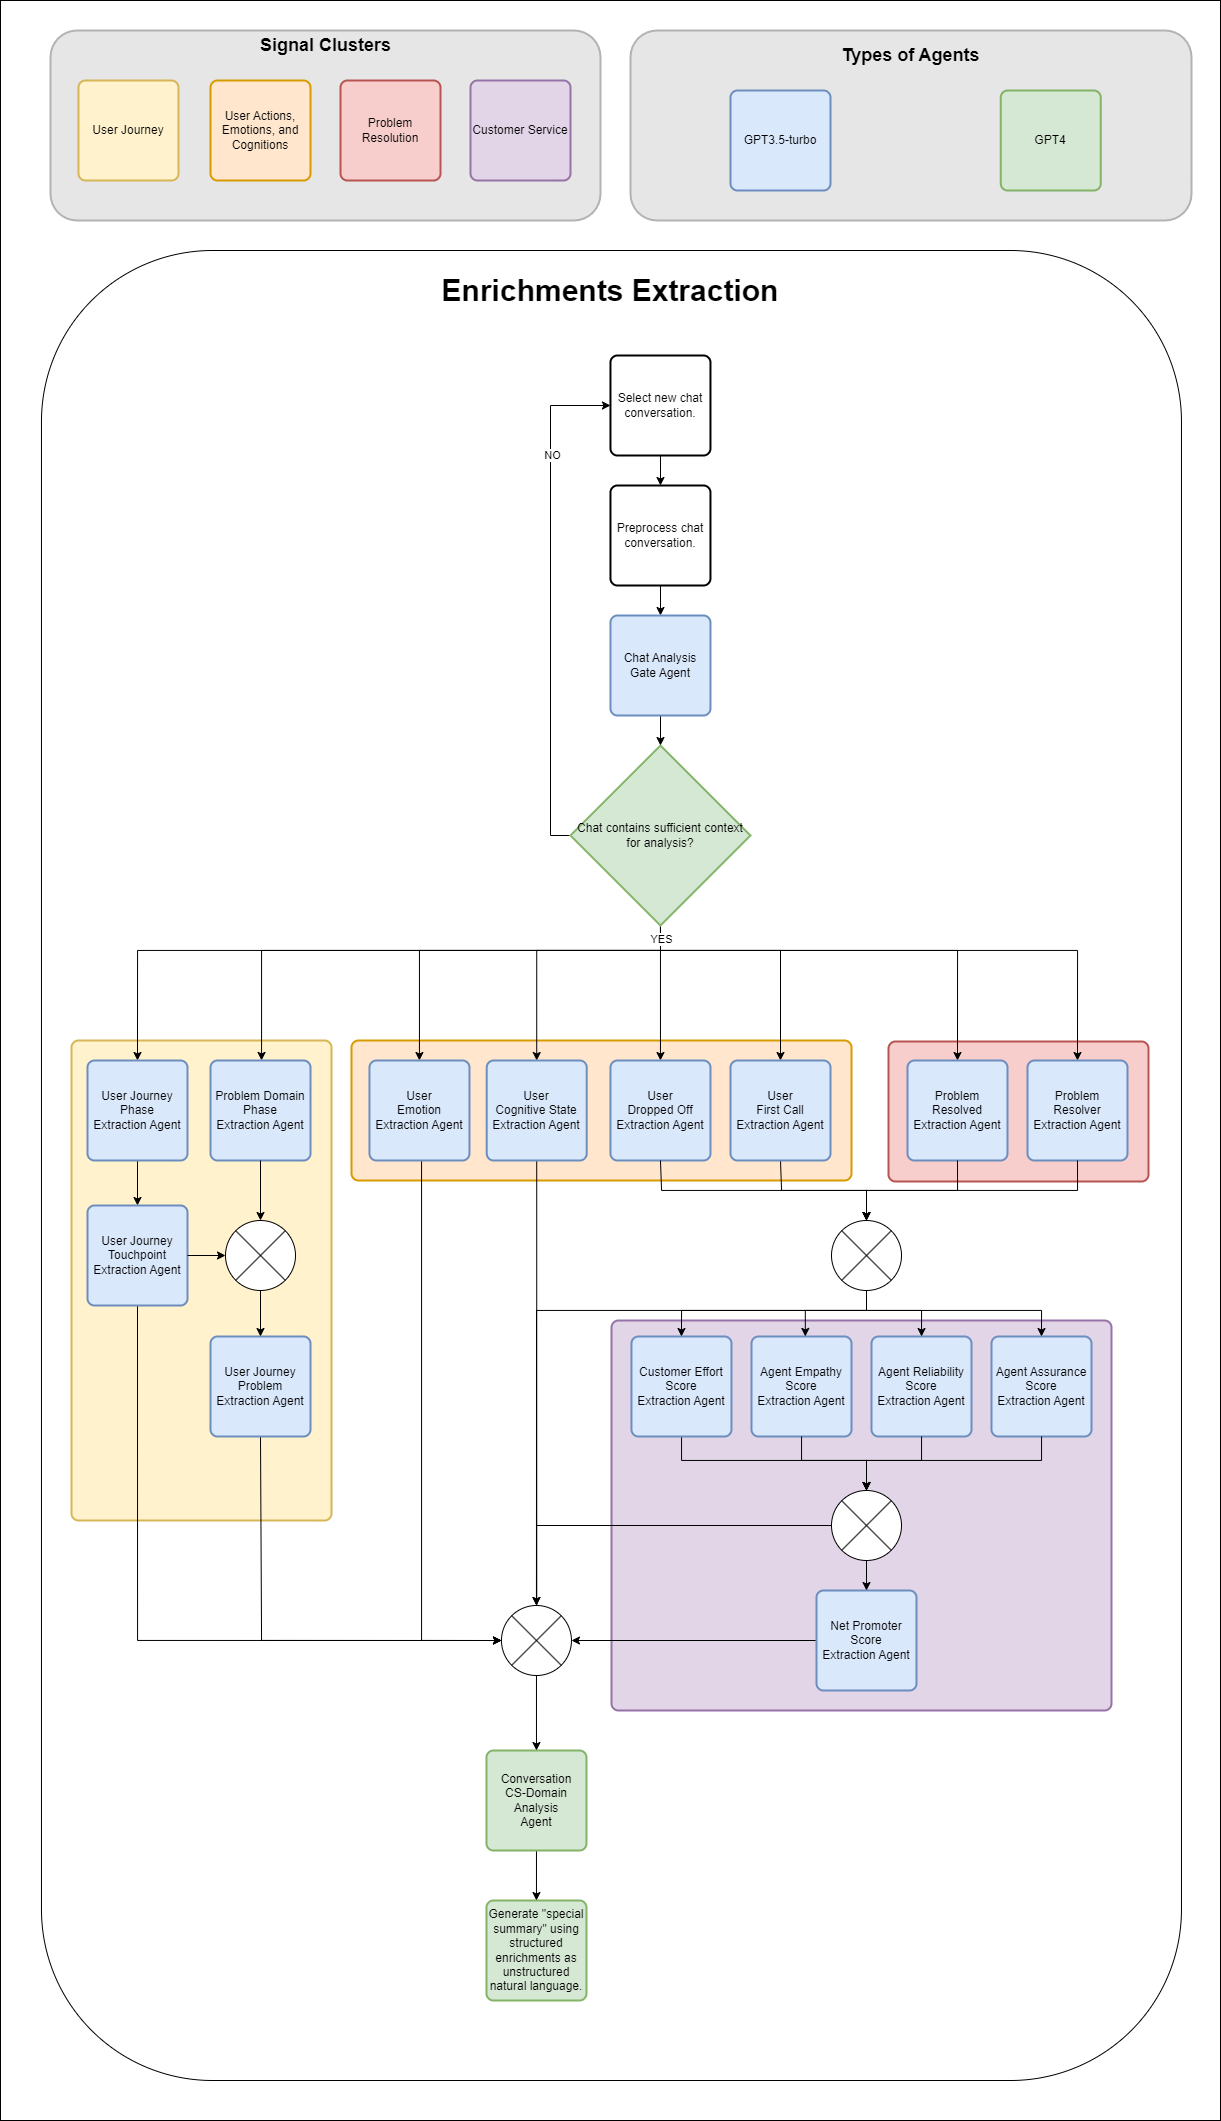 Signal Clusters
User Journey
User Actions,
Emotions, and
Cognitions
Problem
Resolution
Customer Service
Types of Agents
GPT3.5-turbo
GPT4
Enrichments Extraction
Select new chat
conversation.
NO
Preprocess chat
conversation.
Chat Analysis
Gate Agent
Chat contains sufficient context
for analysis?
YES
User Journey
Phase
Extraction Agent
Problem Domain
Phase
Extraction Agent
User
Emotion
Extraction Agent
User
Cognitive State
Extraction Agent
User
Dropped Off
Extraction Agent
User
First Call
Extraction Agent
Problem
Resolved
Extraction Agent
Problem
Resolver
Extraction Agent
User Journey
Touchpoint
Extraction Agent
User Journey
Problem
Extraction Agent
Customer Effort
Score
Extraction Agent
Agent Empathy
Score
Extraction Agent
Agent Reliability
Score
Extraction Agent
Agent Assurance
Score
Extraction Agent
Net Promoter
Score
Extraction Agent
Conversation
CS-Domain
Analysis
Agent
Generate "special
summary" using
structured
enrichments as
unstructured
natural language.